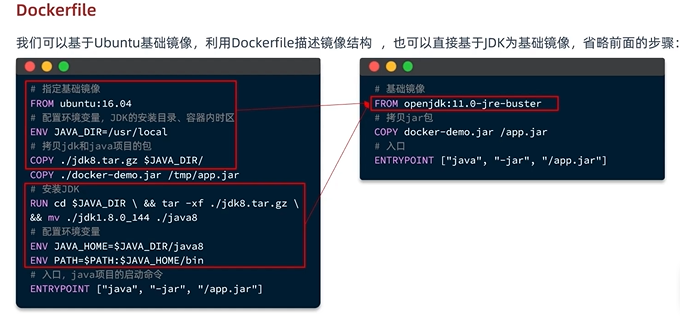 Dockerfile
我们可以基于Ubuntu基础镜像，利用Dockerfile描述镜像结构 ，也可以直接基于JDK为基础镜像，省略前面的步骤：
# 指定基础镜像
FROM ubuntu:16.04
# 配置环境变量，JDK的安装目录、容器内时区
ENV JAVA_DIR=/usr/local
# 拷贝jdk和java项目的包
COPY ./jdk8.tar.gz $JAVA_DIR/
COPY ./docker-demo.jar /tmp/app.jar
# 安装JDK
RUN cd $JAVA_DIR \ && tar -xf ./jdk8.tar.gz \
&& mv ./jdk1.8.0_144 ./java8
# 配置环境变量
ENV JAVA_HOME=$JAVA_DIR/java8
ENV PATH=$PATH:$JAVA_HOME/bin
# 入口，java项目的启动命令
ENTRYPOINT ["java", "-jar", "/app.jar"]
# 基础镜像
FROM openjdk:11.0-jre-buster
# 拷贝jar包
COPY docker-demo.jar /app.jar
# 入口
ENTRYPOINT ["java", "-jar", "/app.jar"]